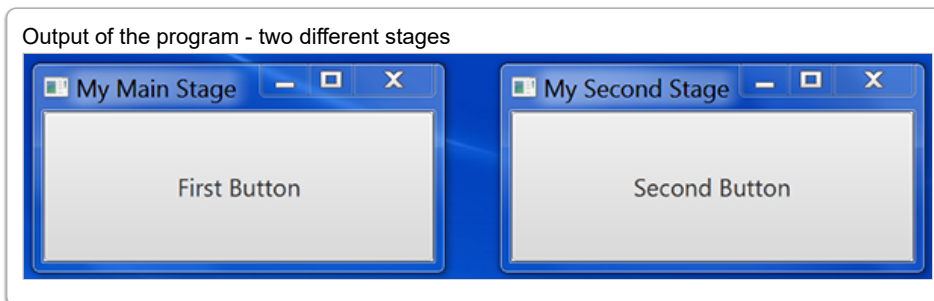 Output of the program - two different stages
My Main Stage
My Second Stage
First Button
Second Button